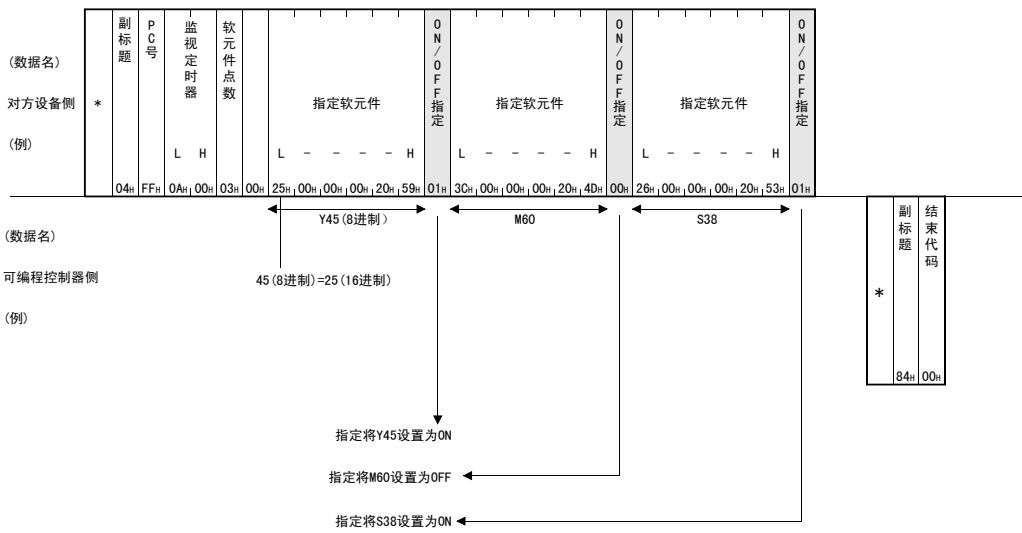 (数据名)
对方设备侧
(例)
*
副标题
04H
PC号
FFH
监视定时器
L H
0AH 00H
软元件点数
03H 00H
指定软元件
L - - - - H
25H 00H 00H 00H 20H 59H
ON/OFF指定
01H
指定软元件
L - - - - H
3CH 00H 00H 00H 20H 4DH
ON/OFF指定
00H
指定软元件
L - - - - H
26H 00H 00H 00H 20H 53H
ON/OFF指定
01H
Y45(8进制)
M60
S38
(数据名)
可编程控制器侧
(例)
45(8进制)=25(16进制)
*
副标题
84H
结束代码
00H
指定将Y45设置为ON
指定将M60设置为OFF
指定将S38设置为ON